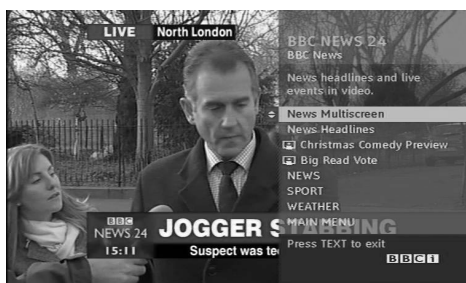 LIVE North London
BBC NEWS 24
BBC News
News headlines and live
events in video.
News Multiscreen
News Headlines
Christmas Comedy Preview
Big Read Vote
NEWS
SPORT
WEATHER
MAIN MENU
Press TEXT to exit
BBCi
BBC
NEWS 24
15:11
JOGGER STABBING
Suspect was te